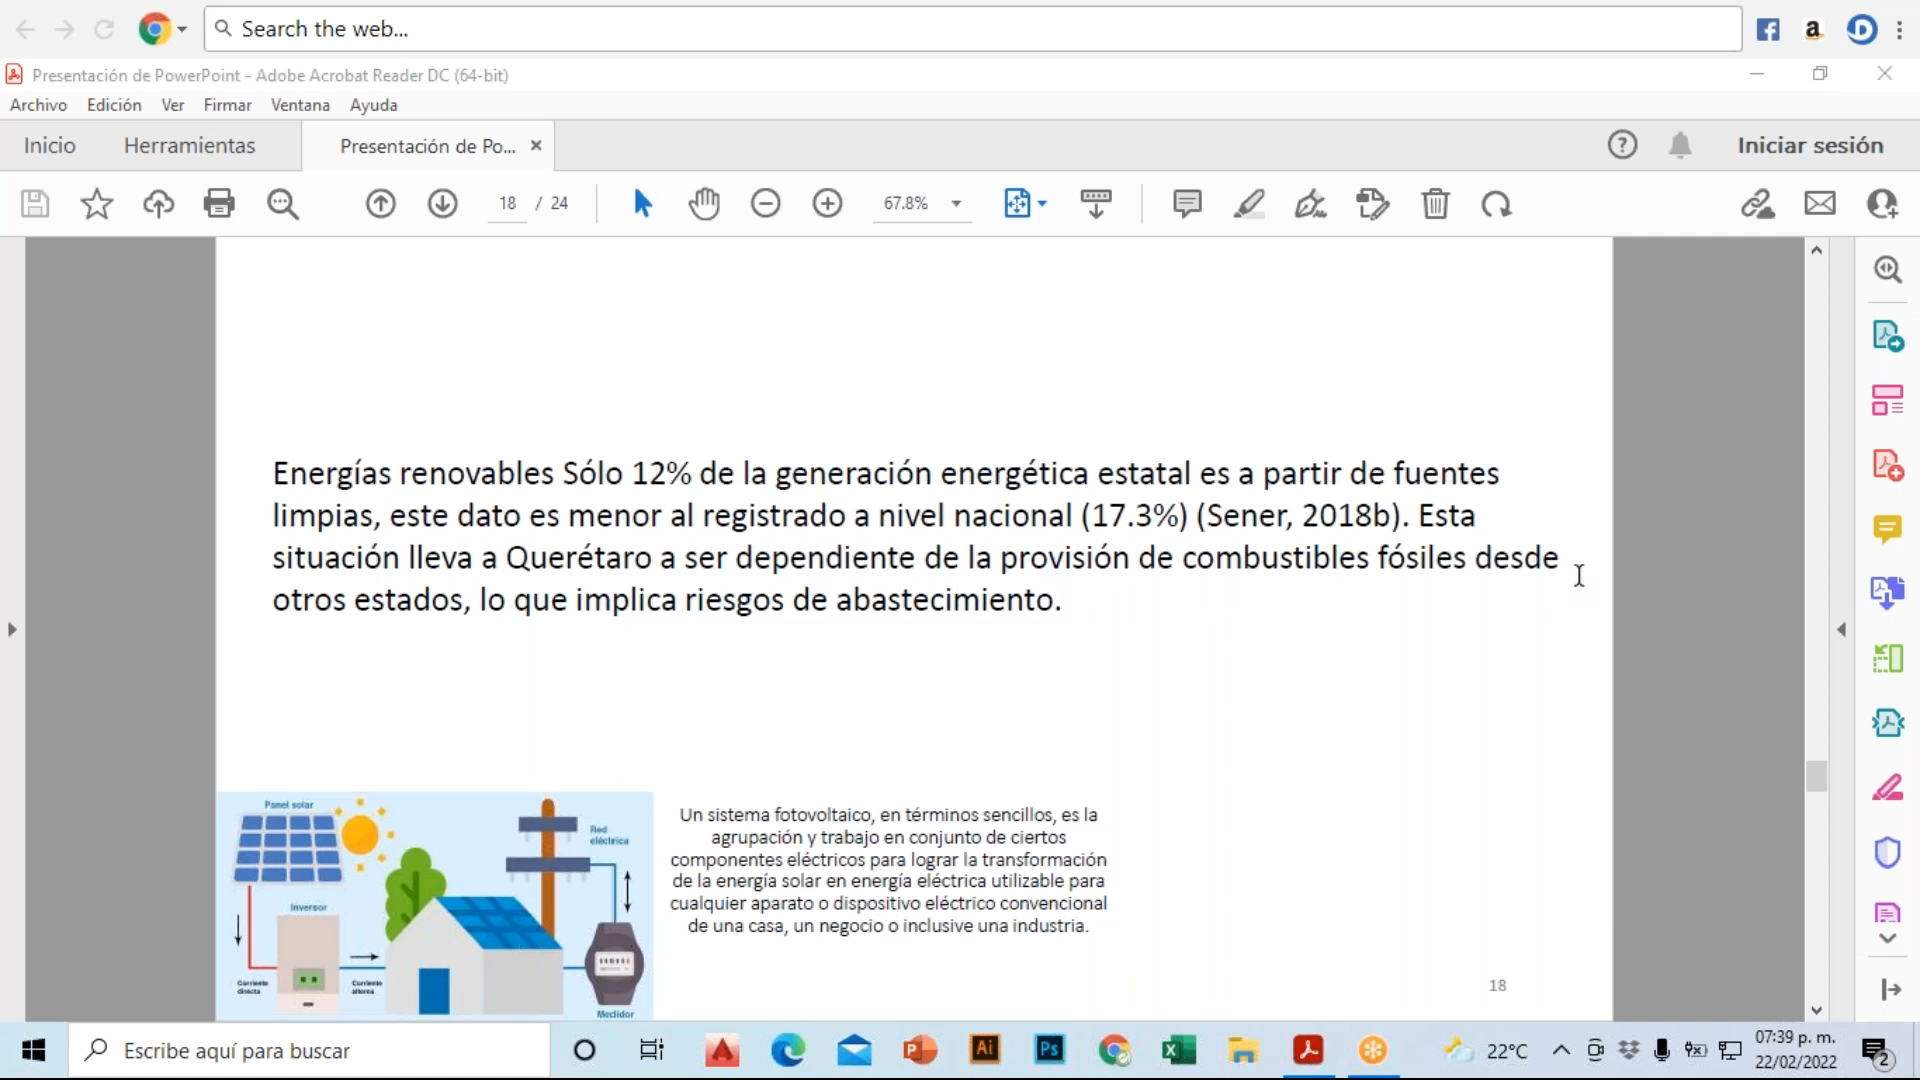 Search the web...
Presentación de PowerPoint - Adobe Acrobat Reader DC (64-bit)
Archivo Edición Ver Firmar Ventana Ayuda
Inicio Herramientas Presentación de Po... Iniciar sesión
18 / 24 67.8%
Energías renovables Sólo 12% de la generación energética estatal es a partir de fuentes
limpias, este dato es menor al registrado a nivel nacional (17.3%) (Sener, 2018b). Esta
situación lleva a Querétaro a ser dependiente de la provisión de combustibles fósiles desde
otros estados, lo que implica riesgos de abastecimiento.
Panel solar
Red
eléctrica
Inversor
Corriente
directa
Corriente
alterna
Medidor
Un sistema fotovoltaico, en términos sencillos, es la
agrupación y trabajo en conjunto de ciertos
componentes eléctricos para lograr la transformación
de la energía solar en energía eléctrica utilizable para
cualquier aparato o dispositivo eléctrico convencional
de una casa, un negocio o inclusive una industria.
18
Escribe aquí para buscar
Ai
Ps
22°C
07:39 p. m.
22/02/2022
2